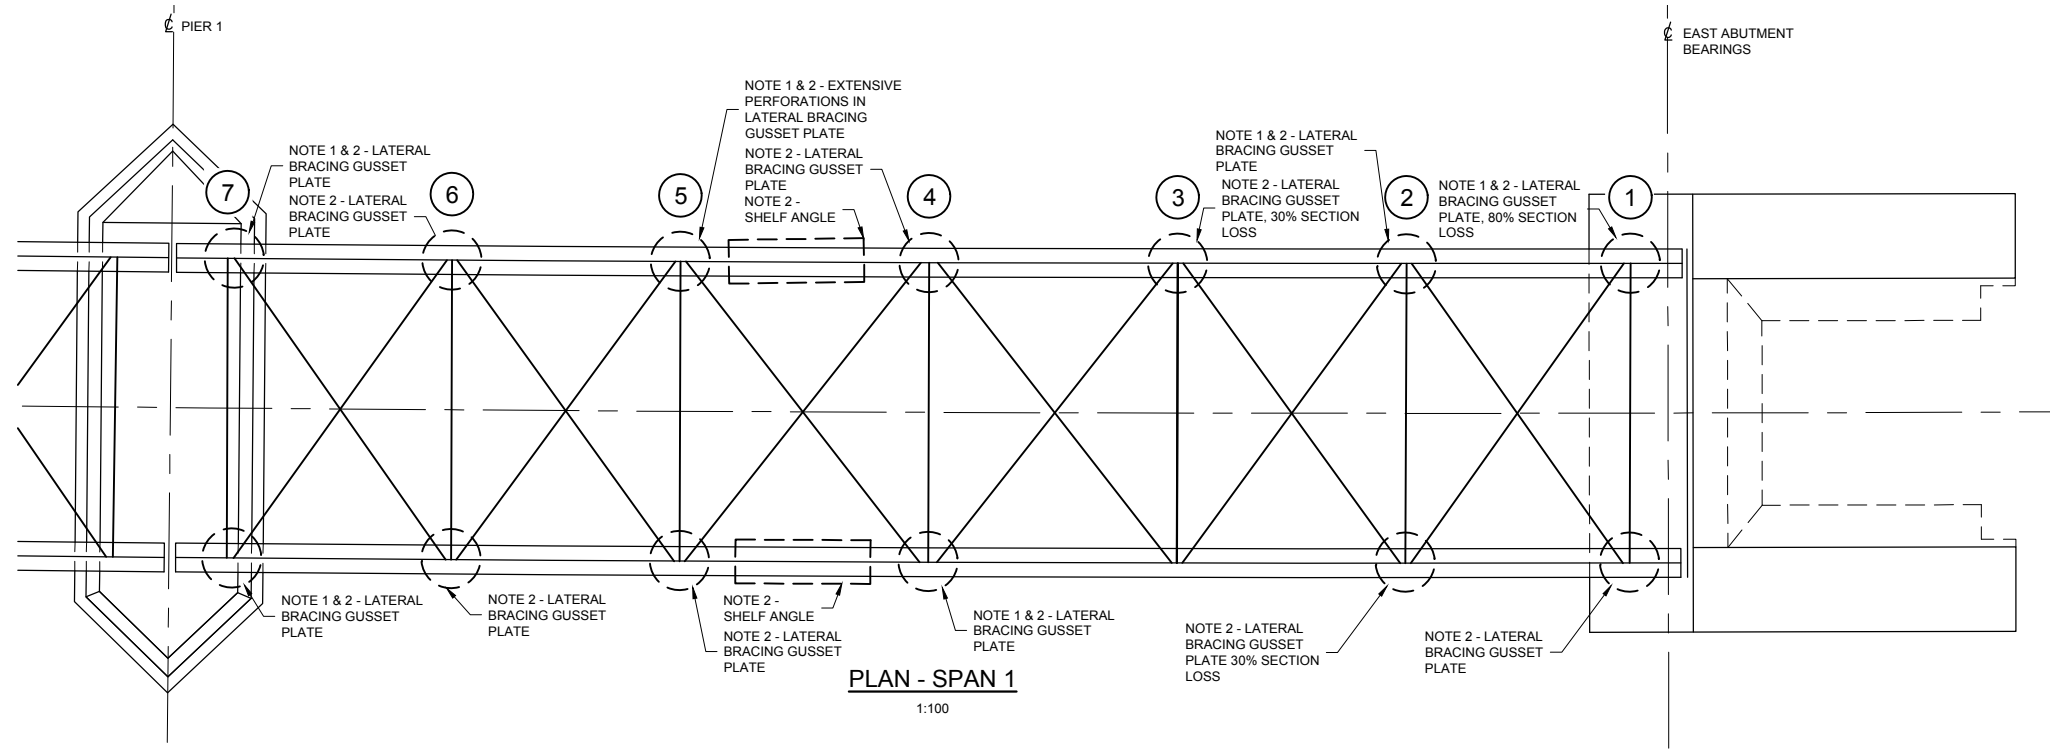 ℄ PIER 1
℄ EAST ABUTMENT
BEARINGS
NOTE 1 & 2 - EXTENSIVE
PERFORATIONS IN
LATERAL BRACING
GUSSET PLATE
NOTE 2 - LATERAL
BRACING GUSSET
PLATE
NOTE 2 -
SHELF ANGLE
NOTE 1 & 2 - LATERAL
BRACING GUSSET
PLATE
NOTE 2 - LATERAL
BRACING GUSSET
PLATE
NOTE 1 & 2 - LATERAL
BRACING GUSSET
PLATE
NOTE 2 - LATERAL
BRACING GUSSET
PLATE, 30% SECTION
LOSS
NOTE 1 & 2 - LATERAL
BRACING GUSSET
PLATE, 80% SECTION
LOSS
7
6
5
4
3
2
1
NOTE 1 & 2 - LATERAL
BRACING GUSSET
PLATE
NOTE 2 - LATERAL
BRACING GUSSET
PLATE
NOTE 2 -
SHELF ANGLE
NOTE 2 - LATERAL
BRACING GUSSET
PLATE
NOTE 1 & 2 - LATERAL
BRACING GUSSET
PLATE
NOTE 2 - LATERAL
BRACING GUSSET
PLATE 30% SECTION
LOSS
NOTE 2 - LATERAL
BRACING GUSSET
PLATE
PLAN - SPAN 1
1:100